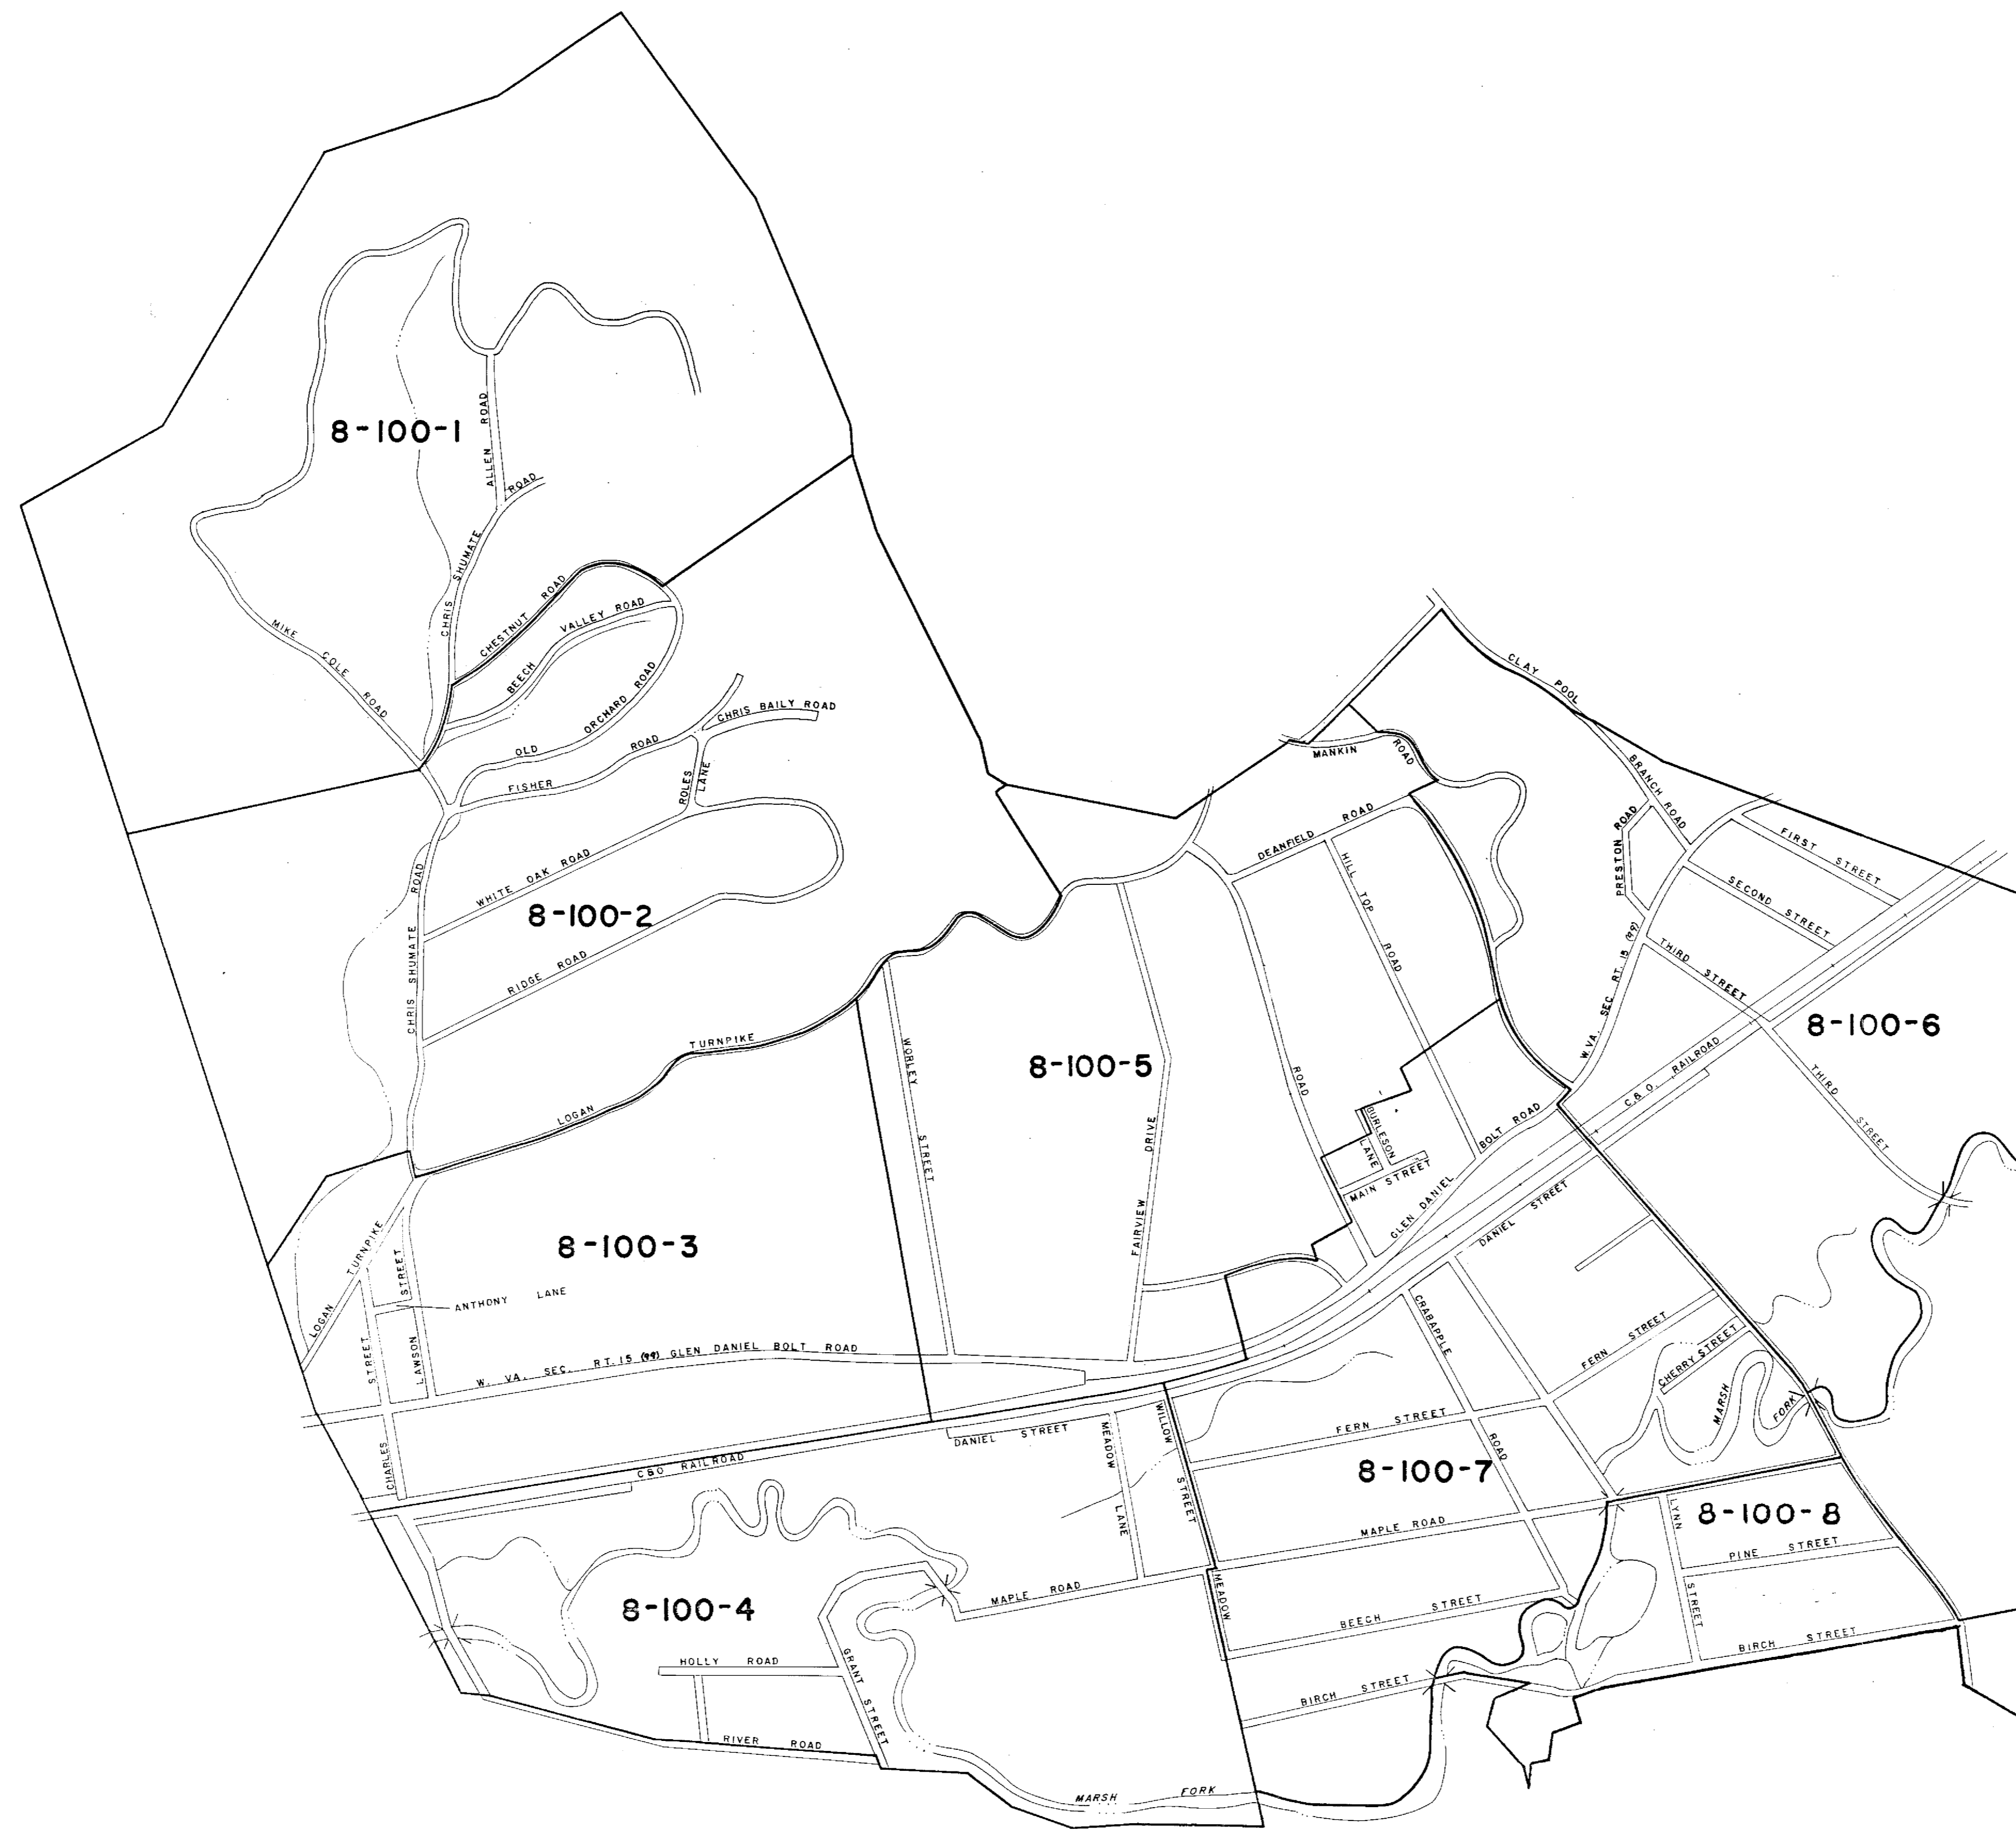 8-100-1
ALLEN ROAD
CHRIS SHUMATE ROAD
MIKE COLE ROAD
CHESTNUT ROAD
BEECH VALLEY ROAD
OLD ORCHARD ROAD
FISHER ROAD
CHRIS BAILY ROAD
ROLES LANE
WHITE OAK ROAD
8-100-2
RIDGE ROAD
CHRIS SHUMATE ROAD
LOGAN TURNPIKE
LOGAN TURNPIKE
8-100-3
ANTHONY LANE
LAWSON STREET
CHARLES STREET
W. VA. SEC. RT. 15 (99) GLEN DANIEL BOLT ROAD
C&O RAILROAD
WORLEY STREET
8-100-5
FAIRVIEW DRIVE
DEANFIELD ROAD
ROAD
HILL TOP ROAD
MANKIN ROAD
CLAY POOL BRANCH ROAD
PRESTON ROAD
FIRST STREET
SECOND STREET
THIRD STREET
W. VA. SEC RT. 15 (99)
8-100-6
C.& O. RAILROAD
THIRD STREET
BURLESON LANE
MAIN STREET
GLEN DANIEL BOLT ROAD
DANIEL STREET
CRABAPPLE ROAD
FERN STREET
CHERRY STREET
MARSH FORK
DANIEL STREET
MEADOW LANE
WILLOW STREET
FERN STREET
8-100-7
MAPLE ROAD
8-100-8
LYNN STREET
PINE STREET
BIRCH STREET
8-100-4
MAPLE ROAD
MEADOW
BEECH STREET
BIRCH STREET
HOLLY ROAD
GRANT STREET
RIVER ROAD
MARSH FORK